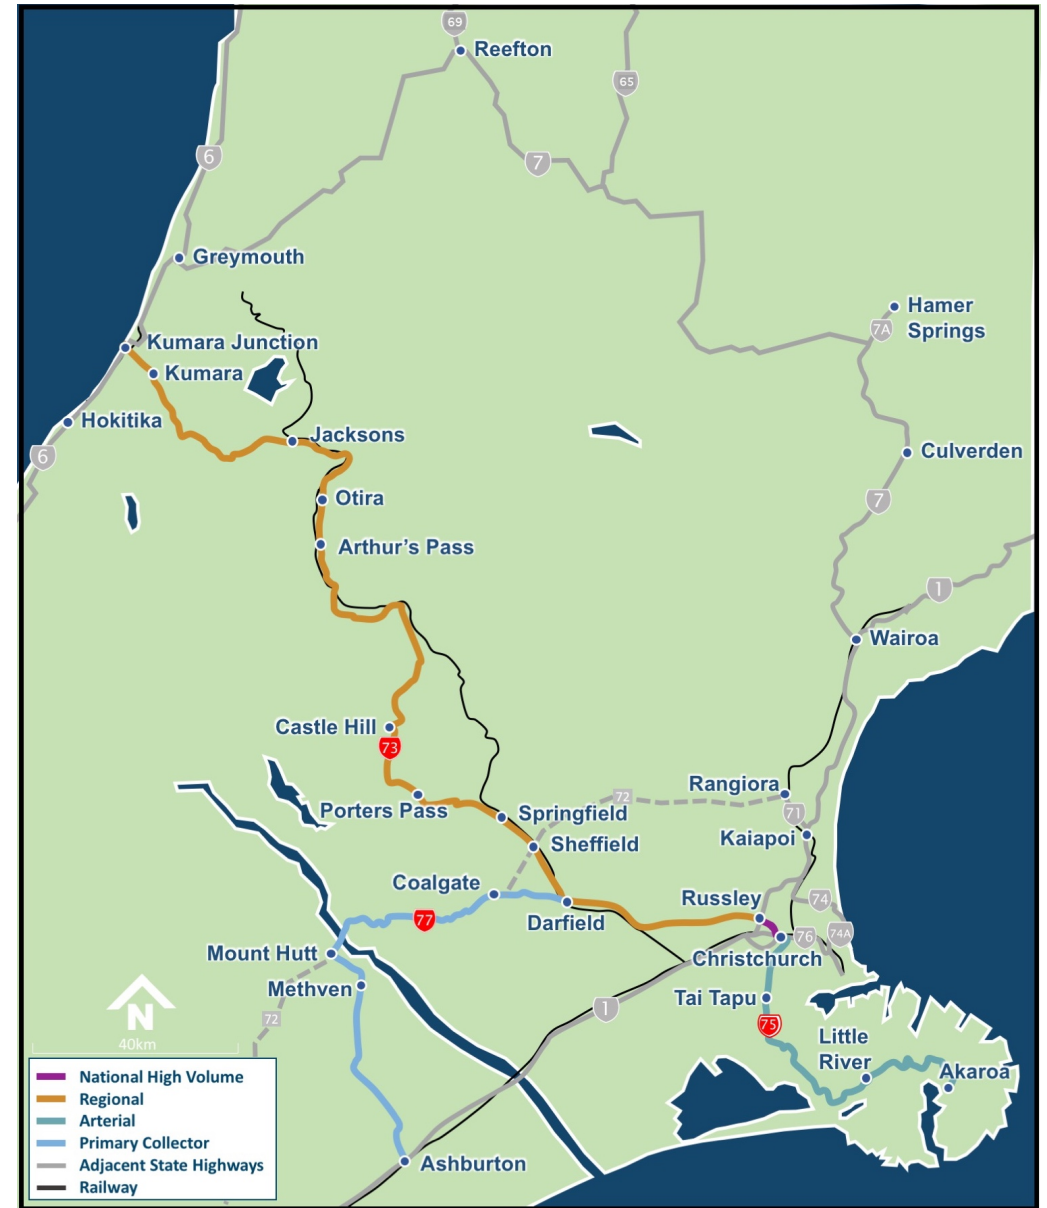 69
Reefton
65
6
7
Greymouth
Hamer
Springs
7A
Kumara Junction
Kumara
Hokitika
Jacksons
Culverden
6
Otira
7
Arthur's Pass
1
Wairoa
Castle Hill
73
Rangiora
72
Porters Pass
Springfield
71
Kaiapoi
Sheffield
Coalgate
Russley
74
77
Darfield
76
74A
Mount Hutt
Christchurch
Methven
Tai Tapu
N
72
1
75
40km
Little
River
Akaroa
National High Volume
Regional
Arterial
Primary Collector
Adjacent State Highways
Railway
Ashburton